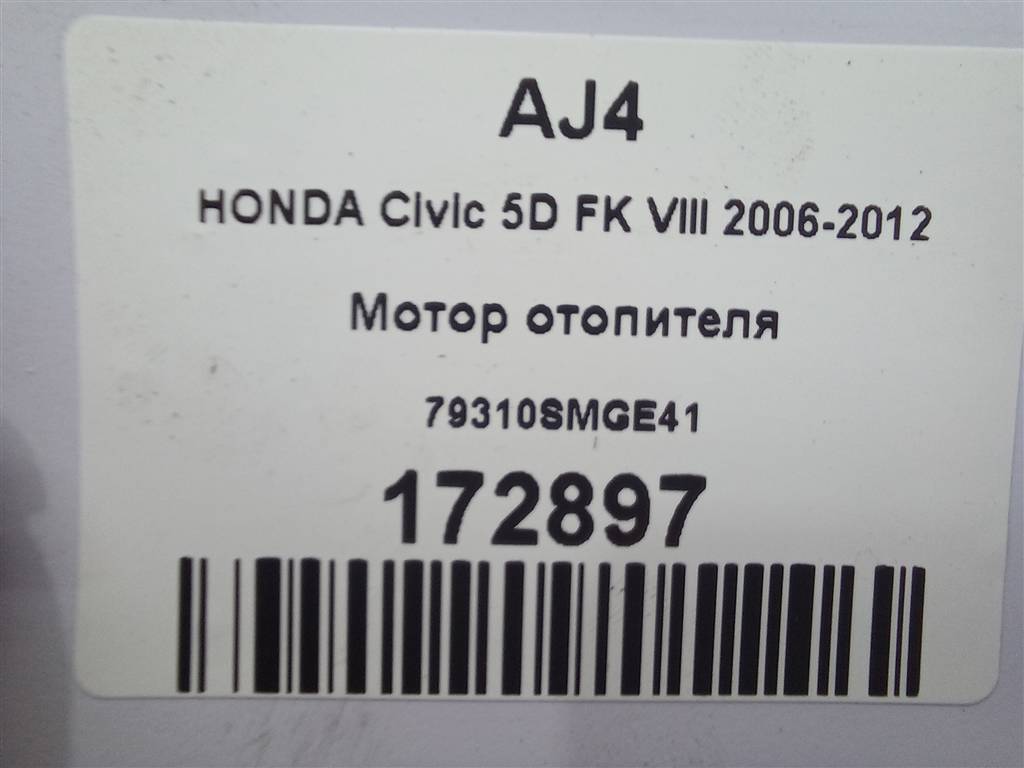 AJ4
HONDA Civic 5D FK VIII 2006-2012
Мотор отопителя
79310SMGE41
172897